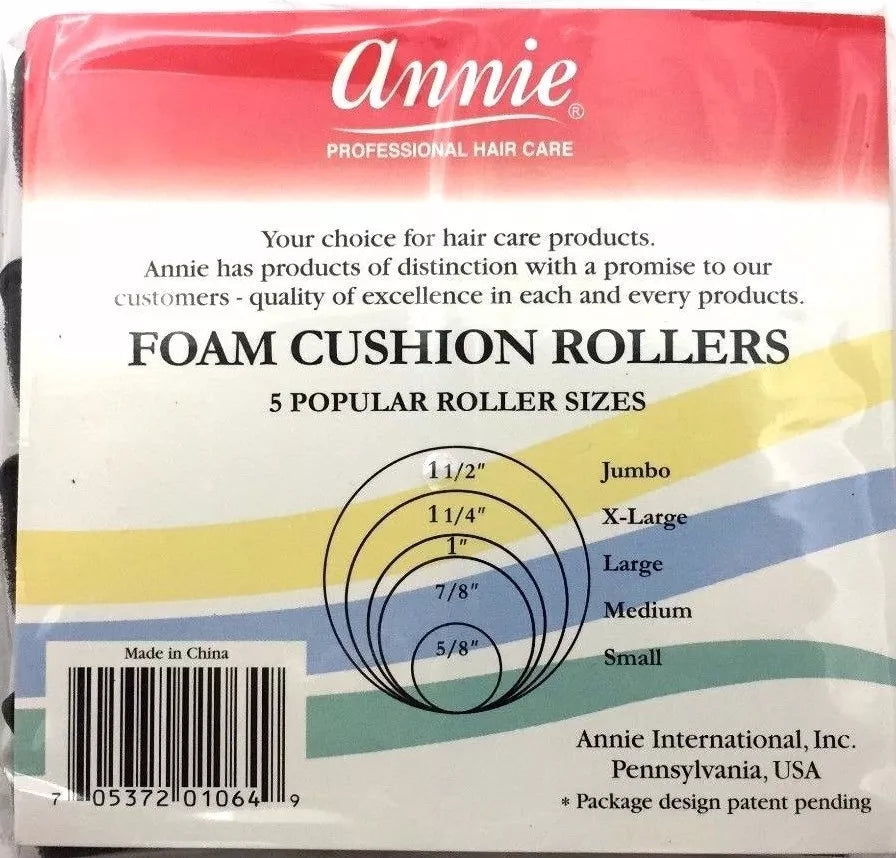 annie®
PROFESSIONAL HAIR CARE
Your choice for hair care products.
Annie has products of distinction with a promise to our
customers - quality of excellence in each and every products.
FOAM CUSHION ROLLERS
5 POPULAR ROLLER SIZES
1 1/2" Jumbo
1 1/4" X-Large
1" Large
7/8" Medium
5/8" Small
Made in China
7 05372 01064 9
Annie International, Inc.
Pennsylvania, USA
* Package design patent pending